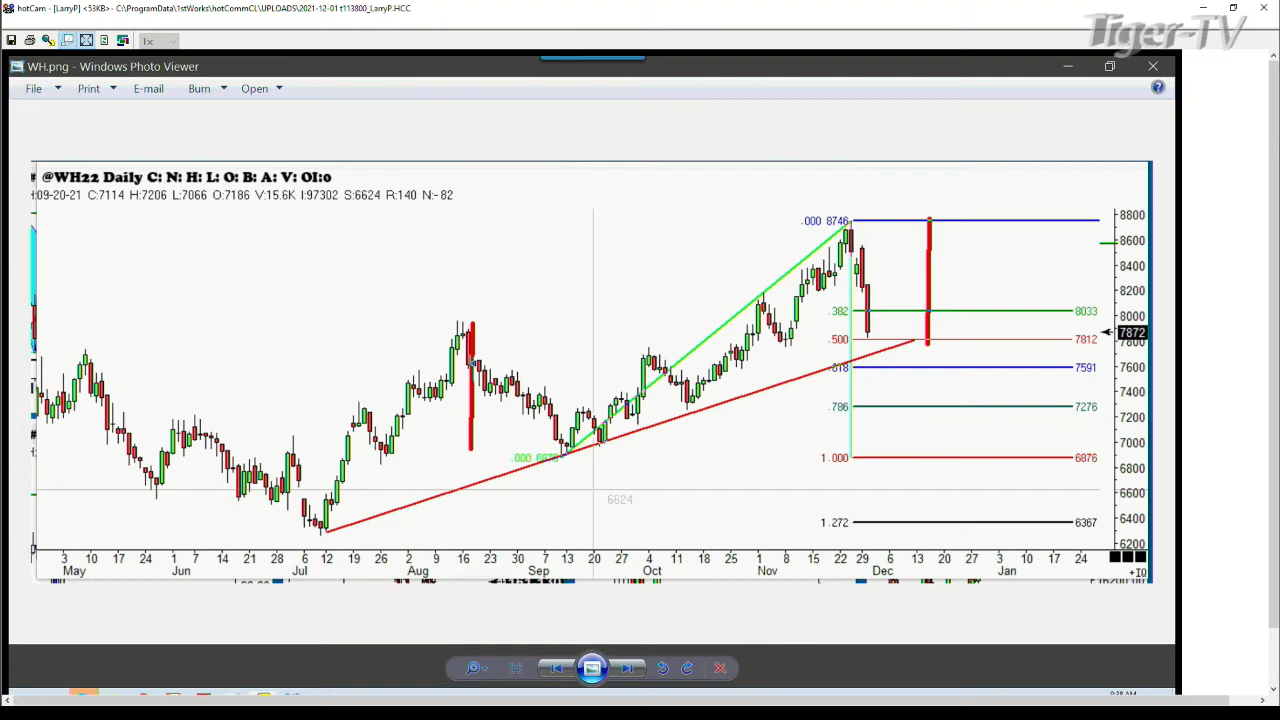 hotCam - [LarryP] <53KB> - C:\ProgramData\1stWorks\hotCommCL\UPLOADS\2021-12-01 t113800_LarryP.HCC
Tiger-TV
1x
WH.png - Windows Photo Viewer
File Print E-mail Burn Open
@WH22 Daily C: N: H: L: O: B: A: V: OI:0
:09-20-21 C:7114 H:7206 L:7066 O:7186 V:15.6K I:97302 S:6624 R:140 N:-82
.000 8746
8800
8600
8400
8200
.382 8033
8000
7872
7800
.500 7812
7600
.618 7591
7400
.786 7276
7200
7000
.000
1.000 6876
6800
6624
6600
6400
1.272 6367
6200
3 10 17 24 1 7 14 21 28 6 12 19 26 2 9 16 23 30 7 13 20 27 4 11 18 25 1 8 15 22 29 6 13 20 27 3 10 17 24
May Jun Jul Aug Sep Oct Nov Dec Jan
+10